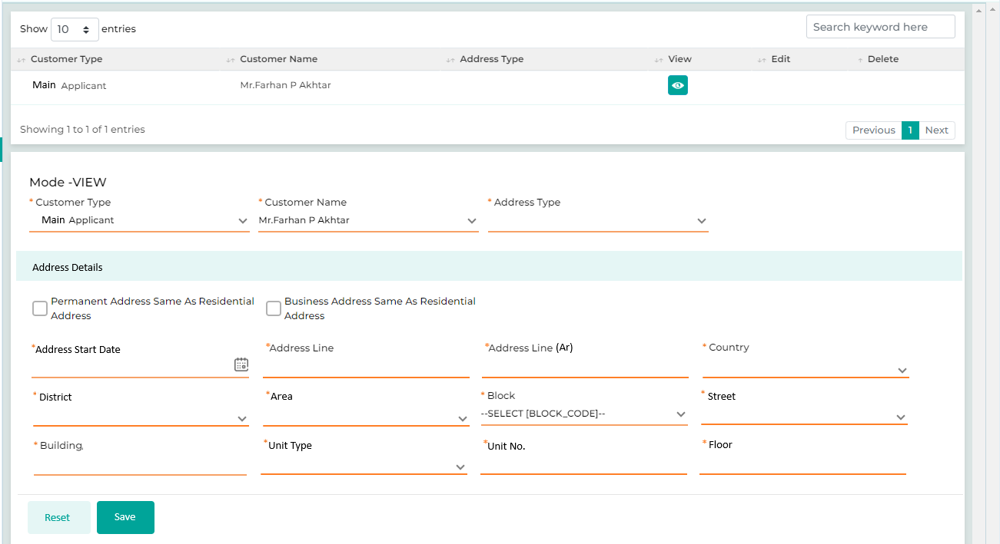 Show 10 entries
Search keyword here
Customer Type Customer Name Address Type View Edit Delete
Main Applicant Mr.Farhan P Akhtar
Showing 1 to 1 of 1 entries
Previous 1 Next
Mode -VIEW
* Customer Type * Customer Name * Address Type
Main Applicant Mr.Farhan P Akhtar
Address Details
Permanent Address Same As Residential
Address
Business Address Same As Residential
Address
*Address Start Date *Address Line *Address Line (Ar) * Country
* District *Area * Block * Street
--SELECT [BLOCK_CODE]--
* Building, *Unit Type *Unit No. * Floor
Reset Save